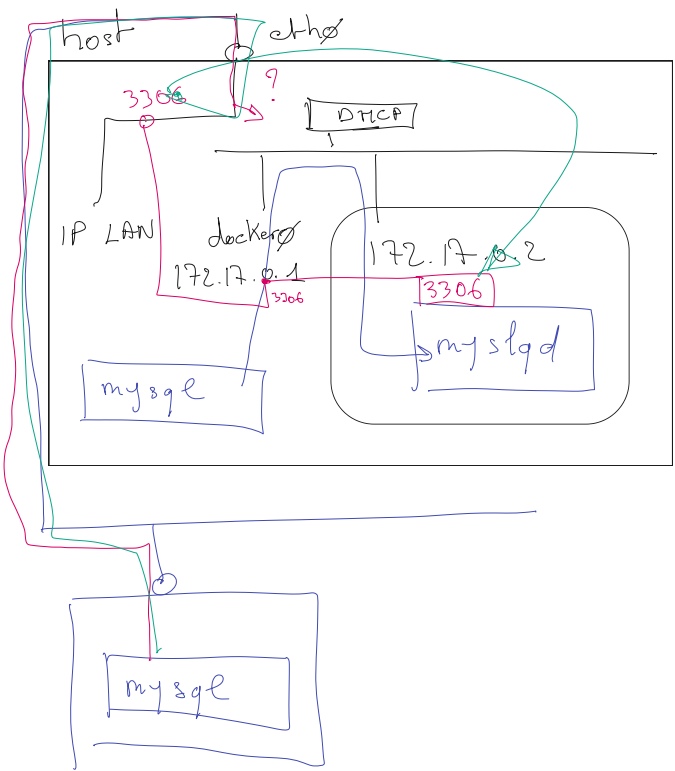 host
eth0
?
3306
DHCP
IP LAN
docker0
172.17.0.1
3306
172.17.0.2
3306
myslqd
mysql
mysql